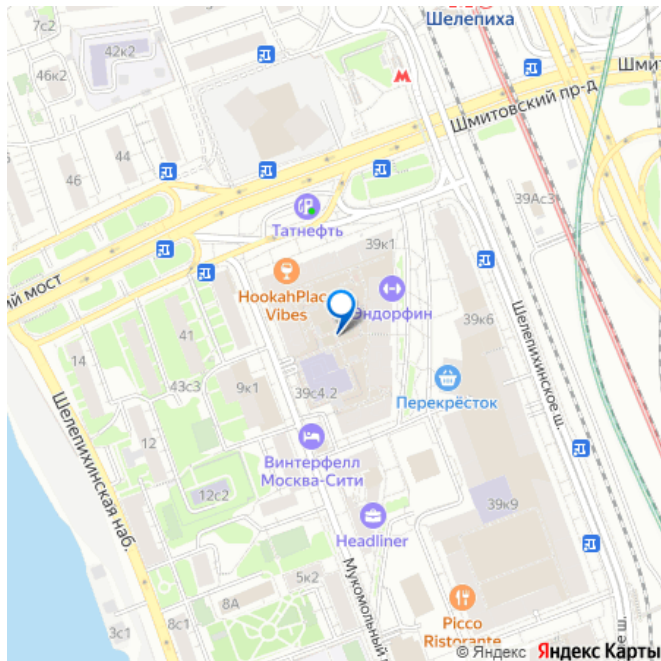 Шелепиха
7с2
42к2
46к2
44
46
Шмитовский пр-д
39Ас3
Татнефть
39к1
ий мост
HookahPlac
Vibes
Эндорфин
Шелепихинское ш.
39к6
41
14
43с3
9к1
39с4.2
Перекрёсток
Шелепихинская наб.
12
Винтерфелл
Москва-Сити
12с2
39к9
Headliner
5к2
Мукомольный
8А
3с1
8с1
Picco
Ristorante
е ш.
© Яндекс Яндекс Карты